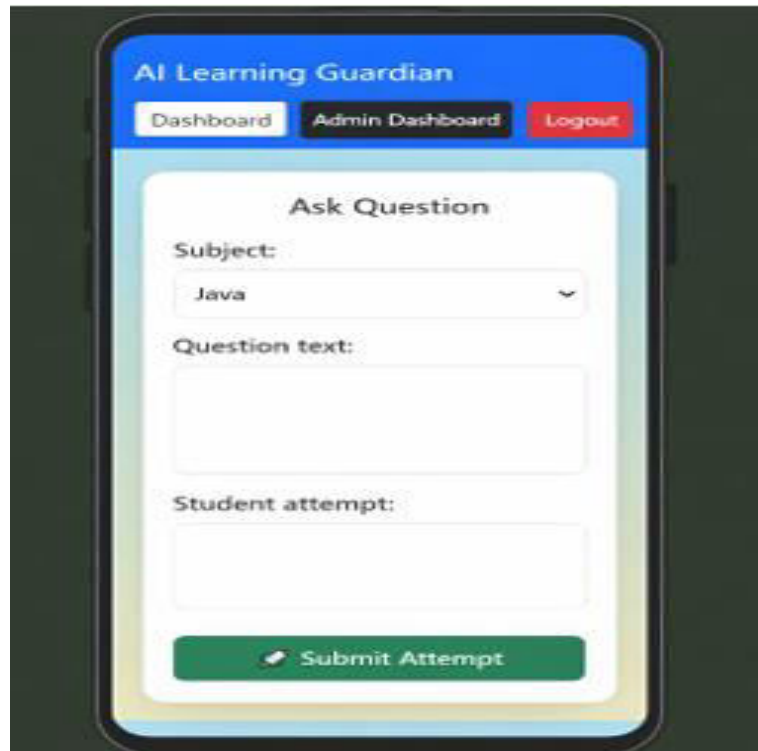 AI Learning Guardian
Dashboard Admin Dashboard Logout
Ask Question
Subject:
Java
Question text:
Student attempt:
Submit Attempt